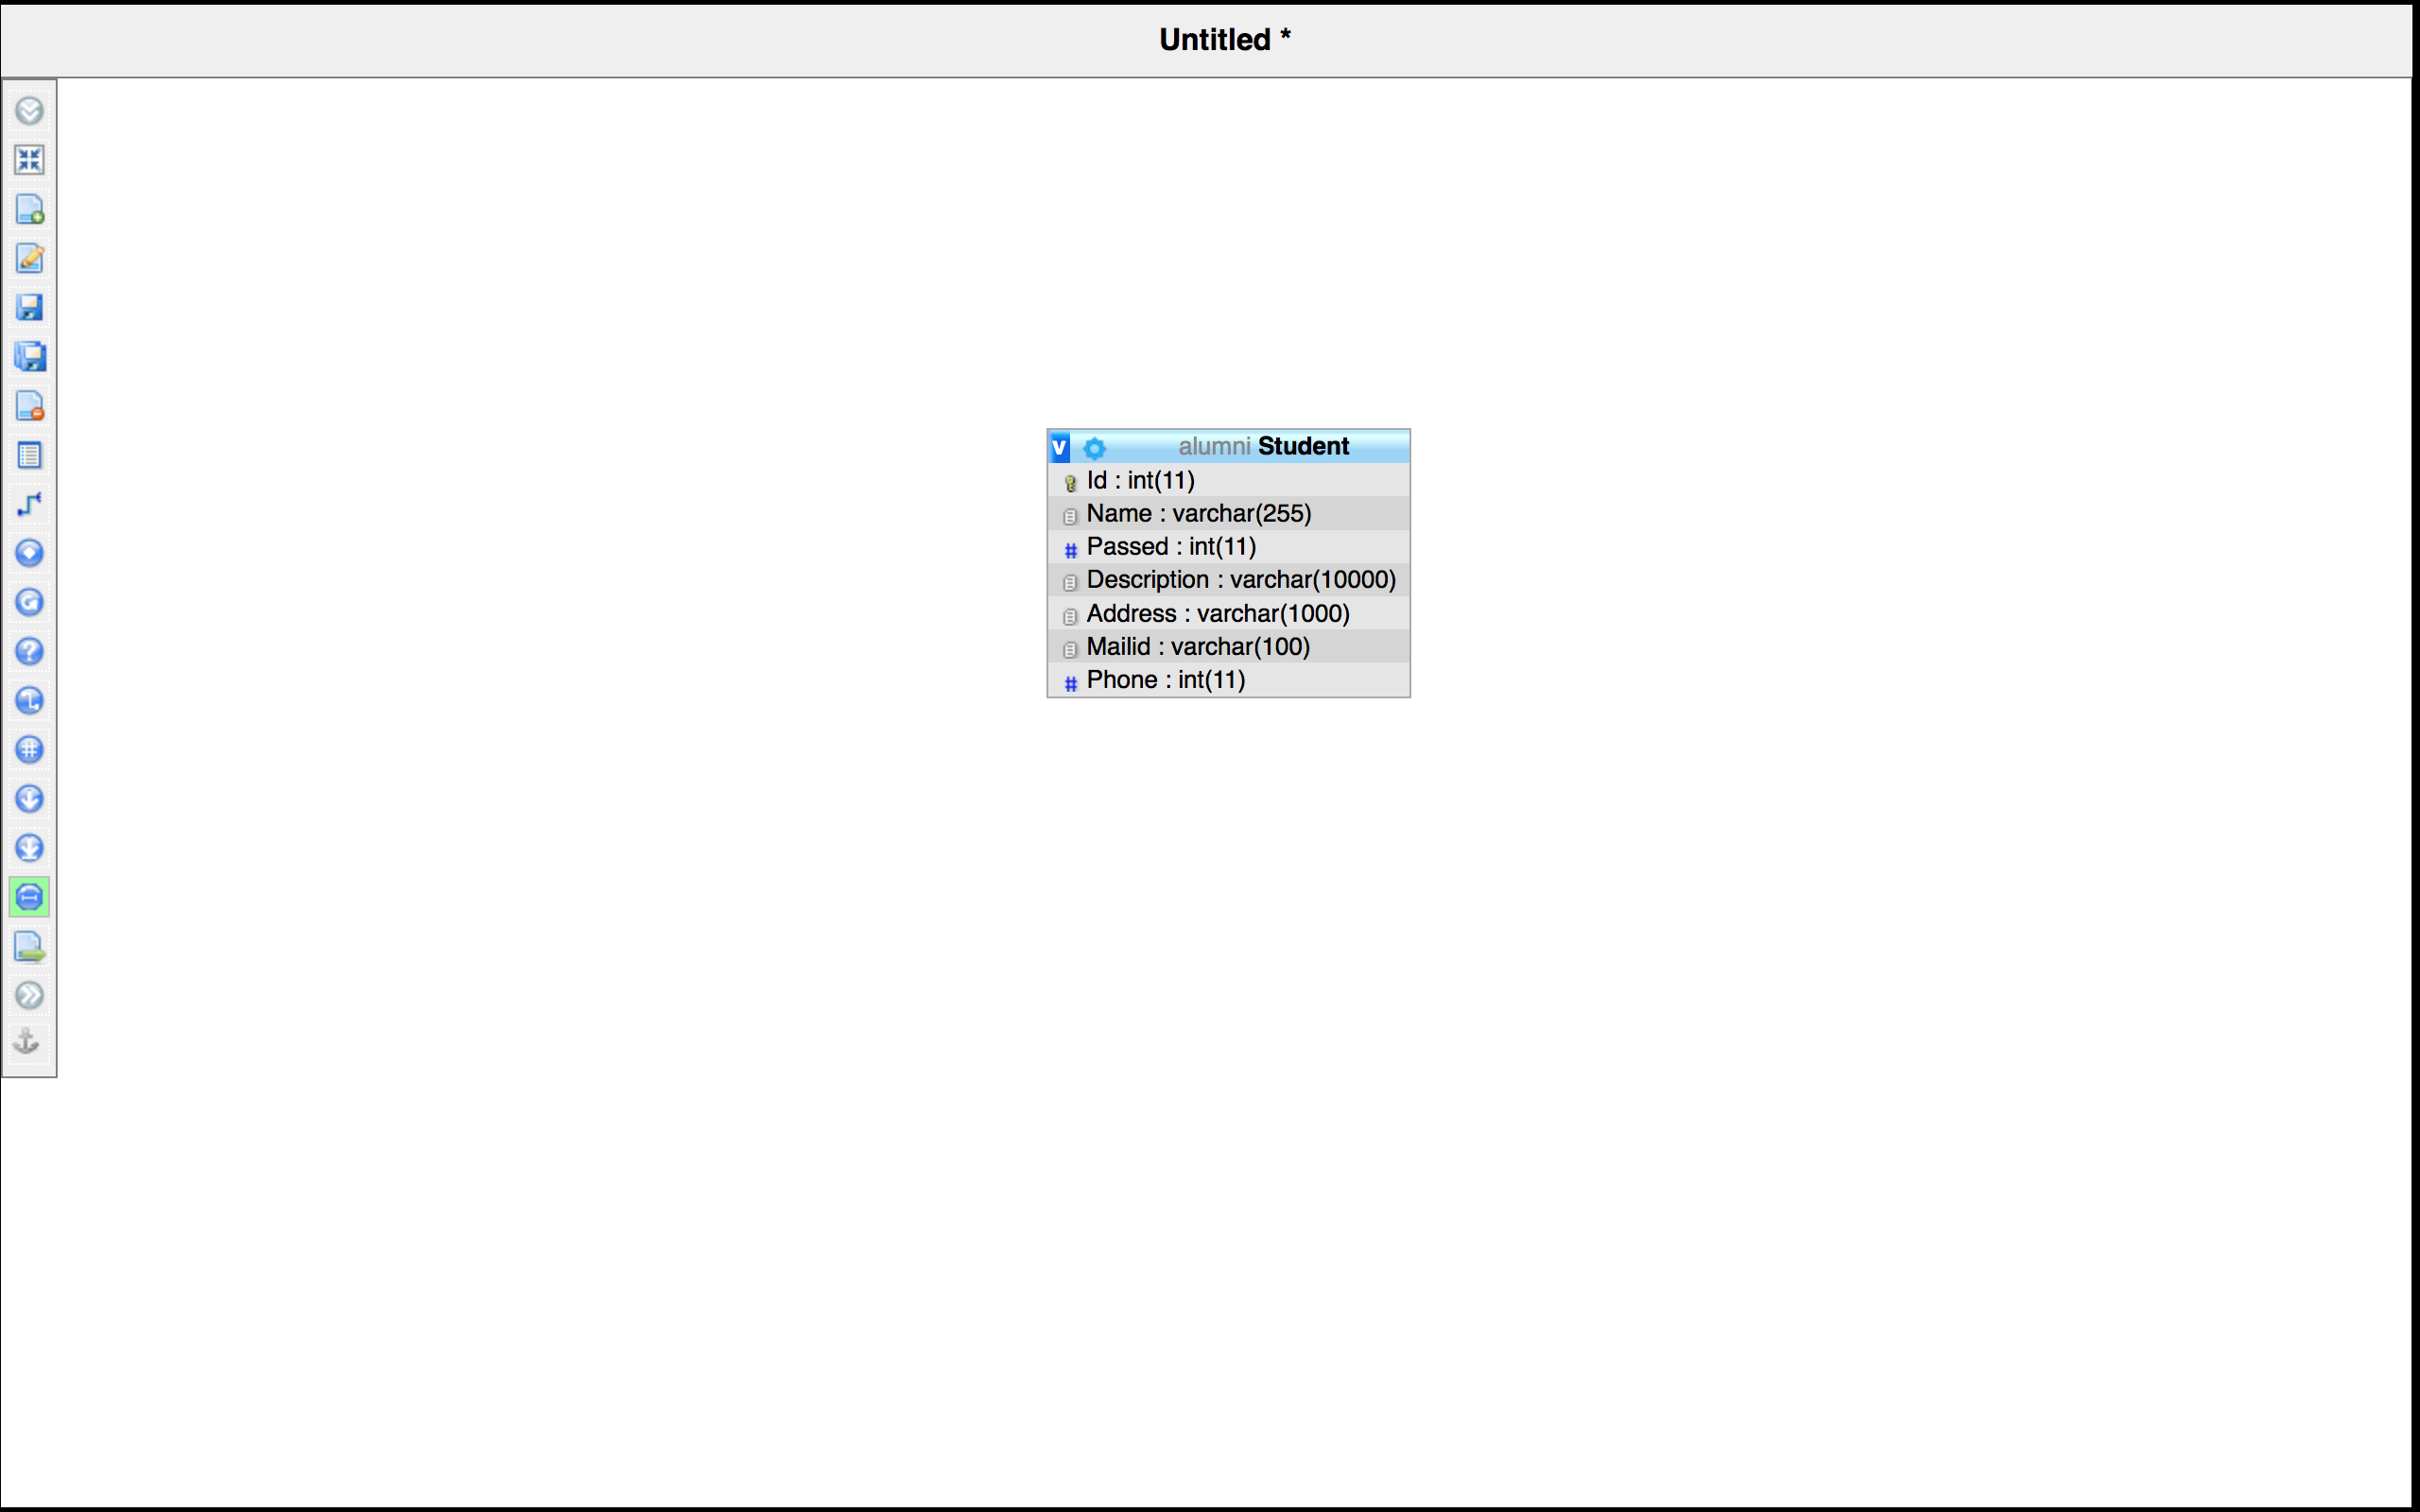 Untitled *
v alumni Student
Id : int(11)
Name : varchar(255)
# Passed : int(11)
Description : varchar(10000)
Address : varchar(1000)
Mailid : varchar(100)
# Phone : int(11)